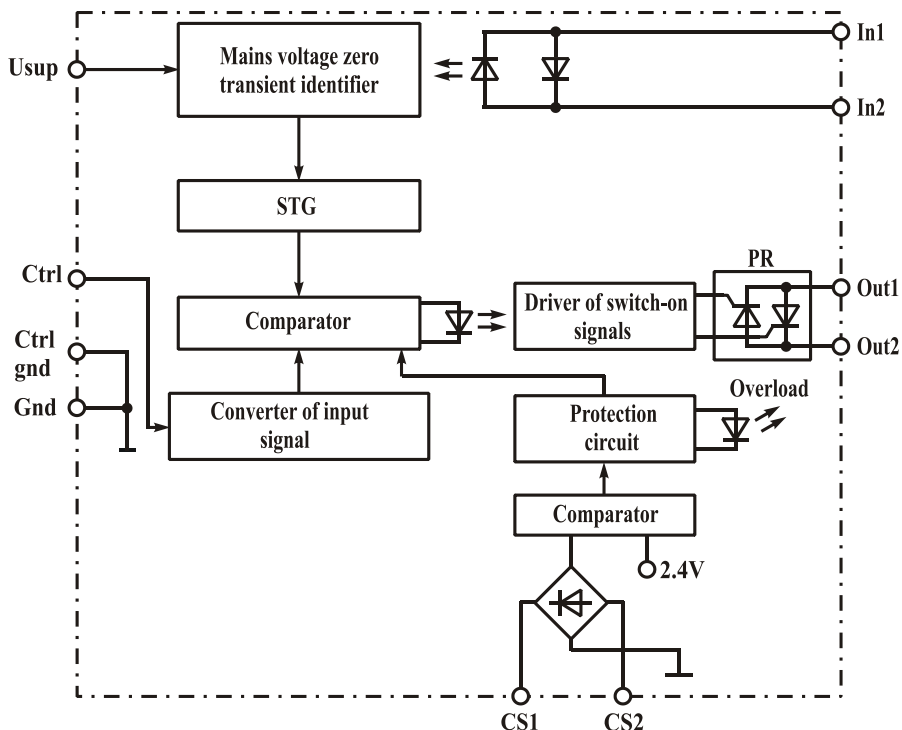 Usup
Mains voltage zero
transient identifier
In1
In2
STG
Ctrl
Comparator
Driver of switch-on
signals
PR
Out1
Out2
Ctrl
gnd
Gnd
Converter of input
signal
Protection
circuit
Overload
Comparator
2.4V
CS1
CS2